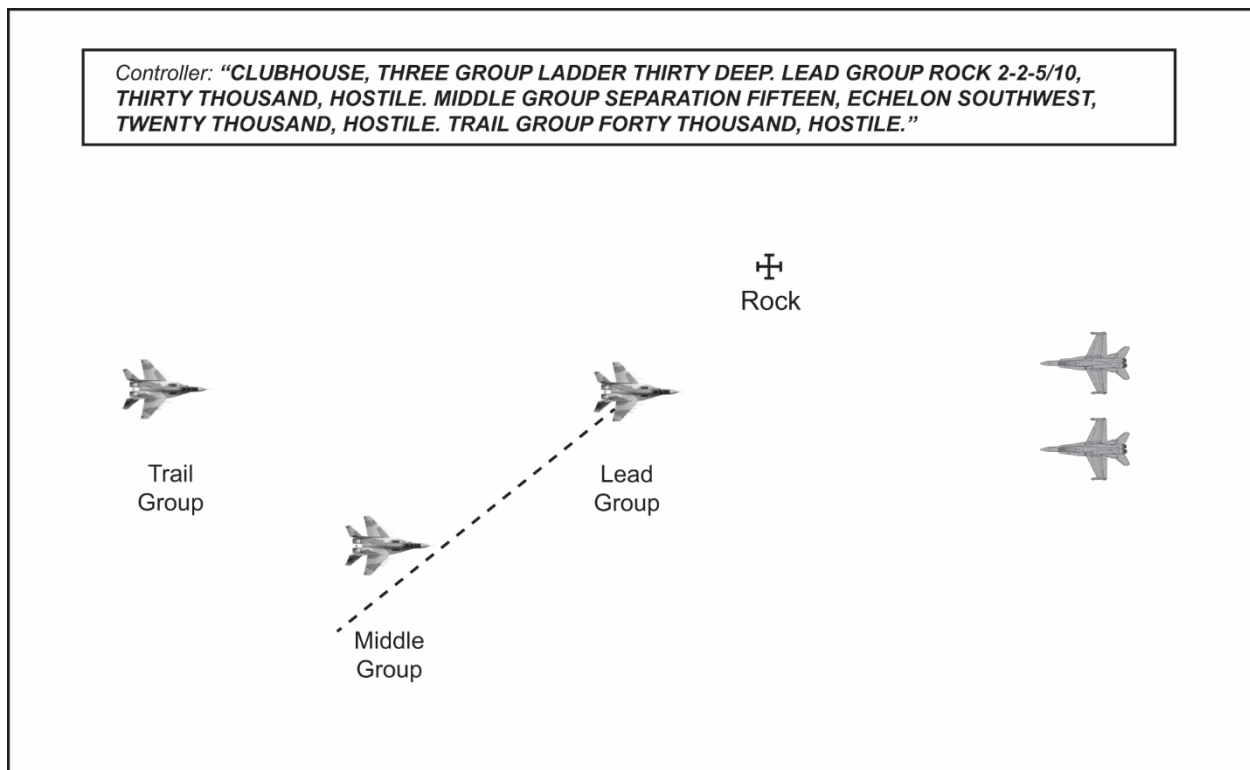 Controller: “CLUBHOUSE, THREE GROUP LADDER THIRTY DEEP. LEAD GROUP ROCK 2-2-5/10,
THIRTY THOUSAND, HOSTILE. MIDDLE GROUP SEPARATION FIFTEEN, ECHELON SOUTHWEST,
TWENTY THOUSAND, HOSTILE. TRAIL GROUP FORTY THOUSAND, HOSTILE.”
Rock
Trail
Group
Lead
Group
Middle
Group